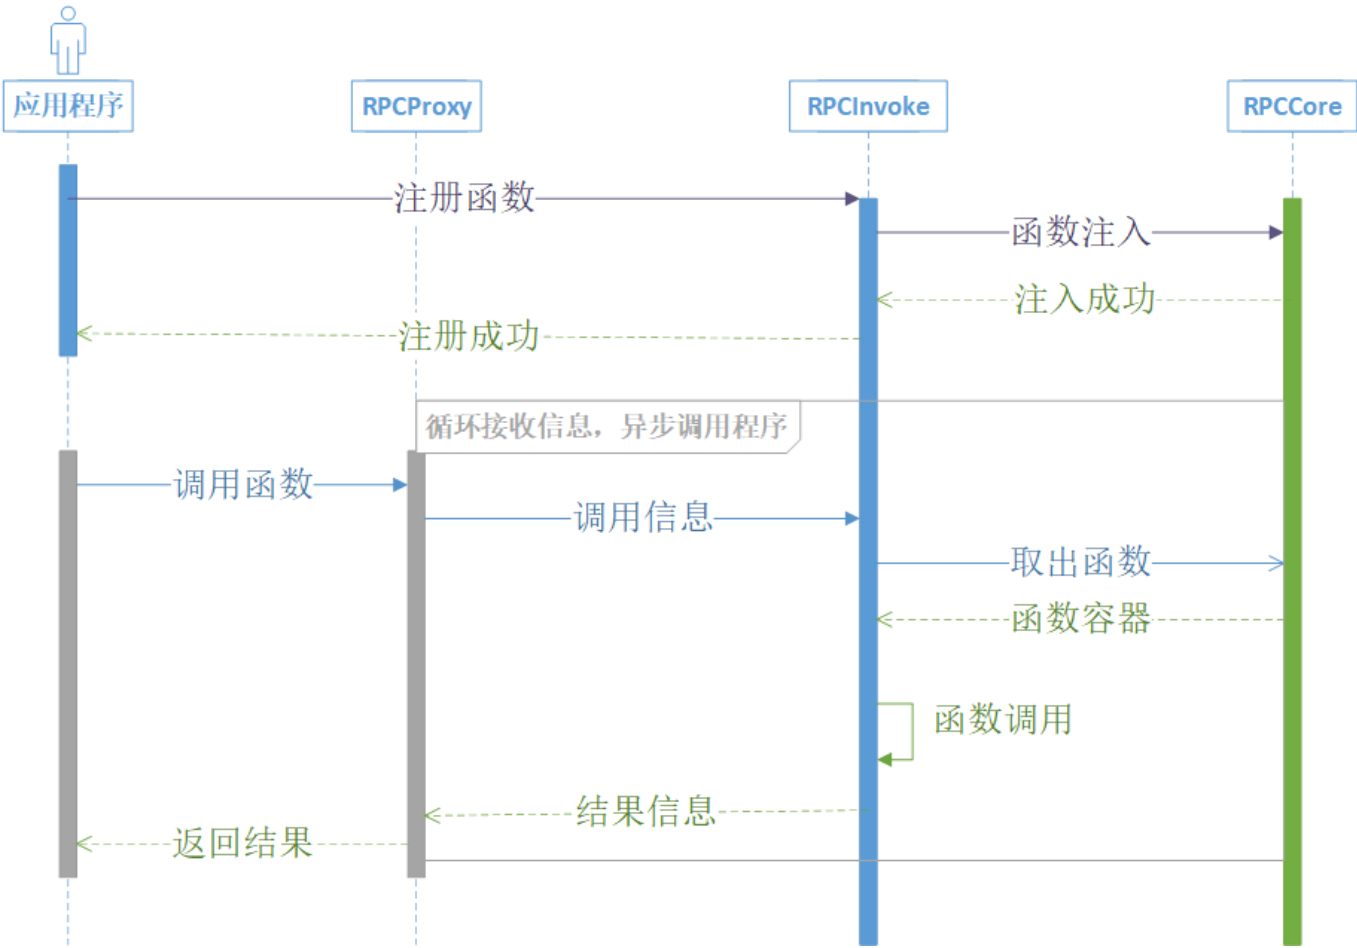 应用程序
RPCProxy
RPCInvoke
RPCCore
注册函数
函数注入
注入成功
注册成功
循环接收信息，异步调用程序
调用函数
调用信息
取出函数
函数容器
函数调用
结果信息
返回结果